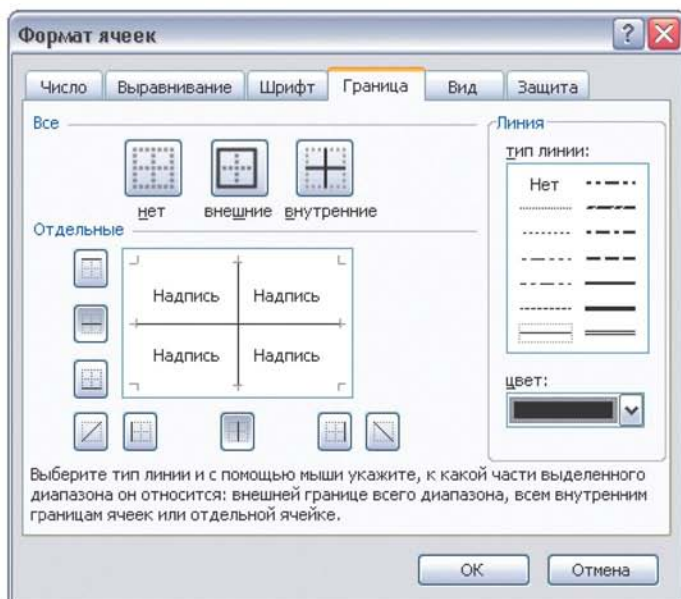 Формат ячеек
Число Выравнивание Шрифт Граница Вид Защита
Все
нет внешние внутренние
Отдельные
Надпись Надпись
Надпись Надпись
Линия
тип линии:
Нет
цвет:
Выберите тип линии и с помощью мыши укажите, к какой части выделенного
диапазона он относится: внешней границе всего диапазона, всем внутренним
границам ячеек или отдельной ячейке.
ОК Отмена